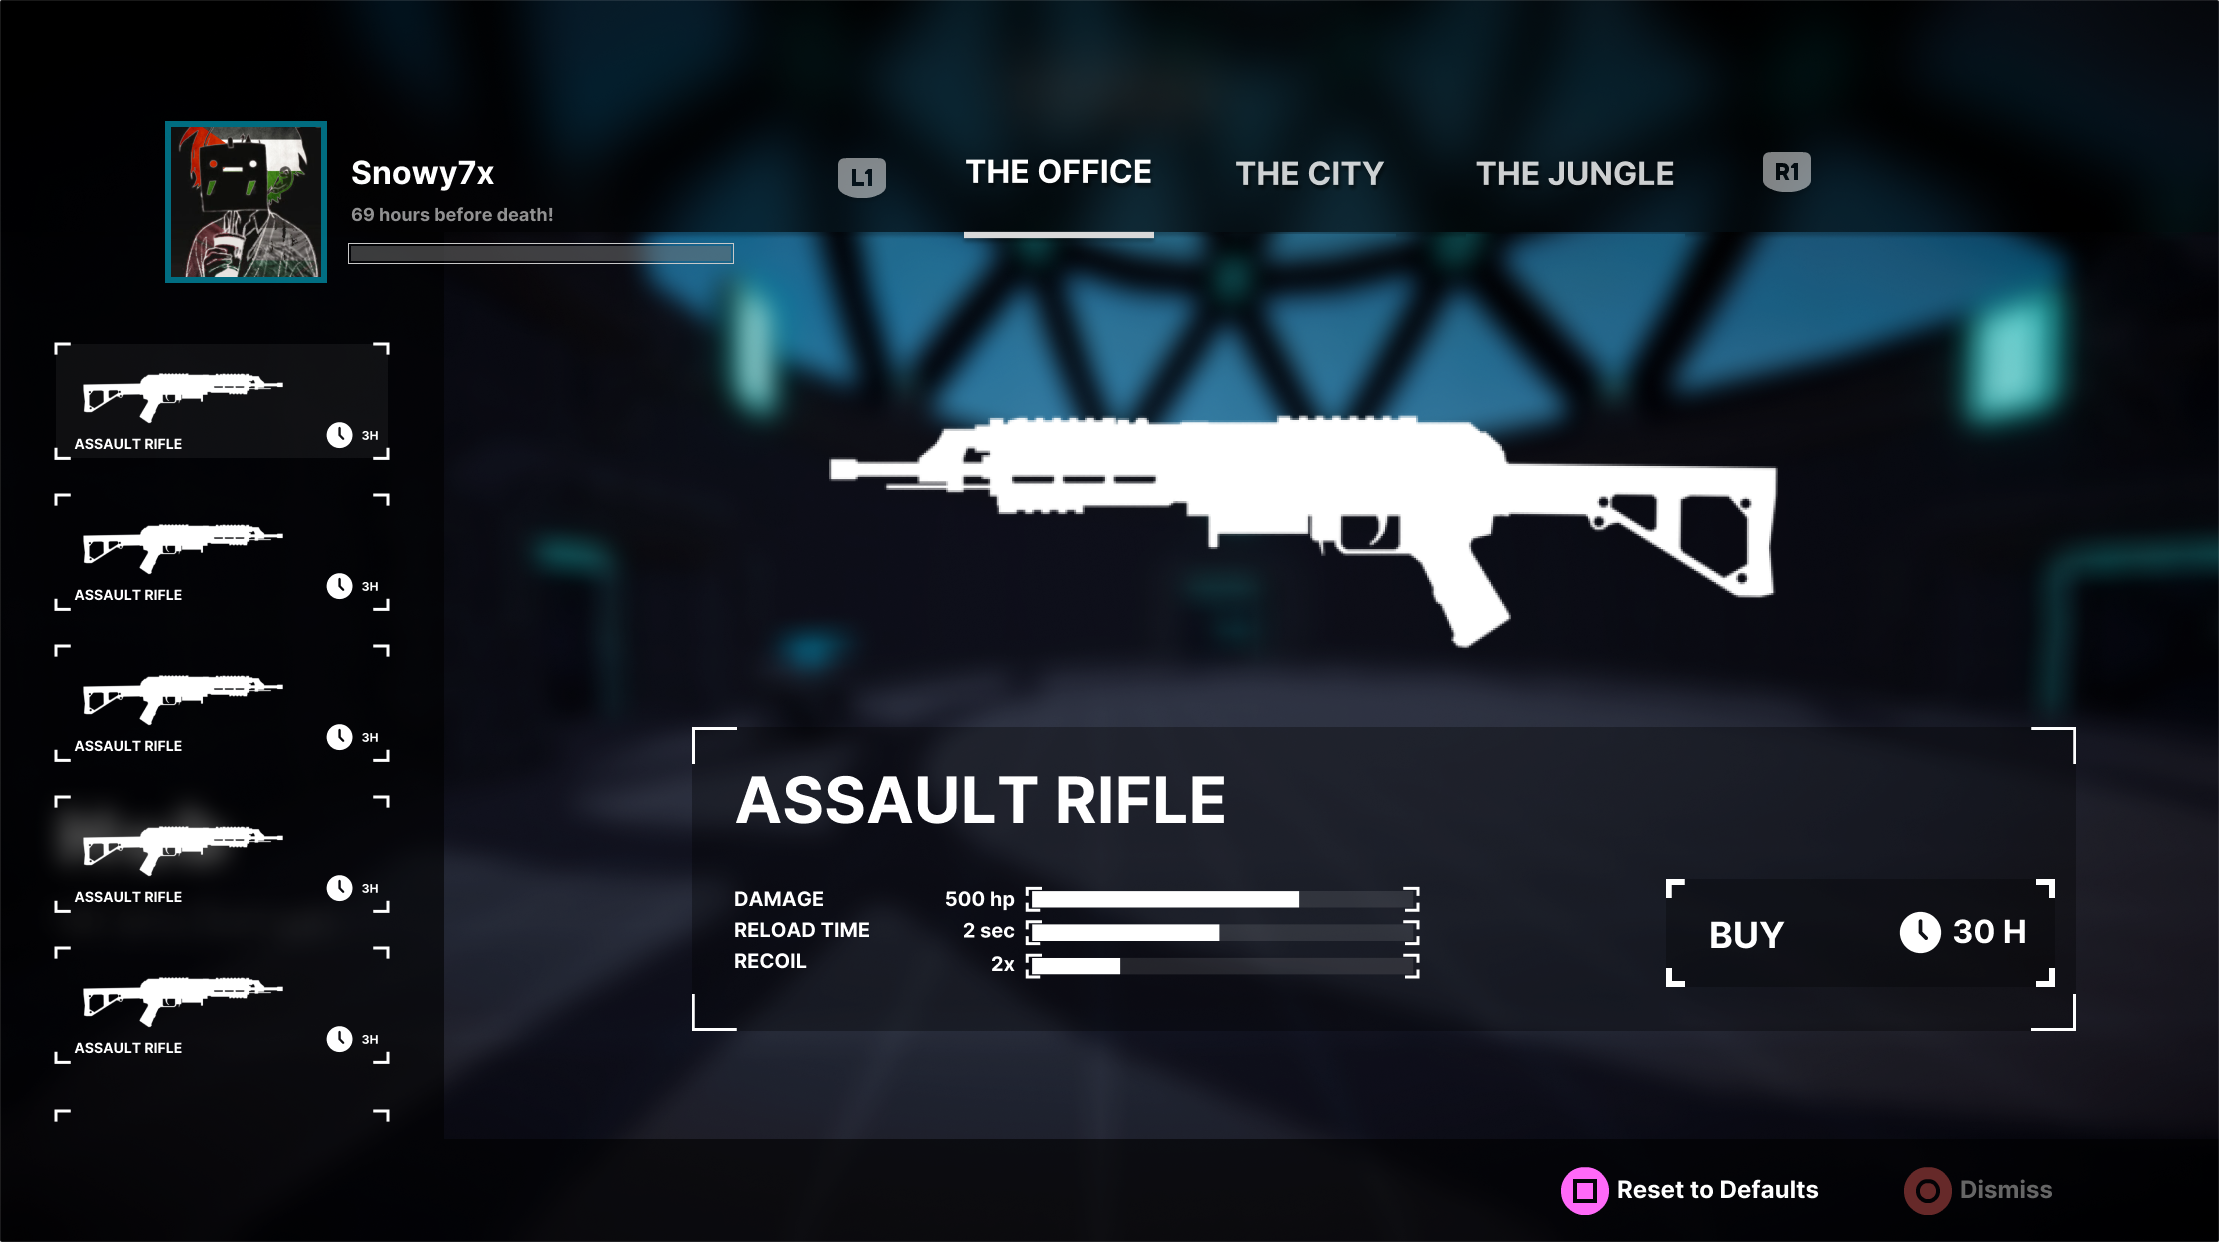 Snowy7x
69 hours before death!
L1
THE OFFICE
THE CITY
THE JUNGLE
R1
ASSAULT RIFLE
3H
ASSAULT RIFLE
3H
ASSAULT RIFLE
3H
ASSAULT RIFLE
3H
ASSAULT RIFLE
3H
ASSAULT RIFLE
DAMAGE 500 hp
RELOAD TIME 2 sec
RECOIL 2x
BUY 30 H
Reset to Defaults
Dismiss